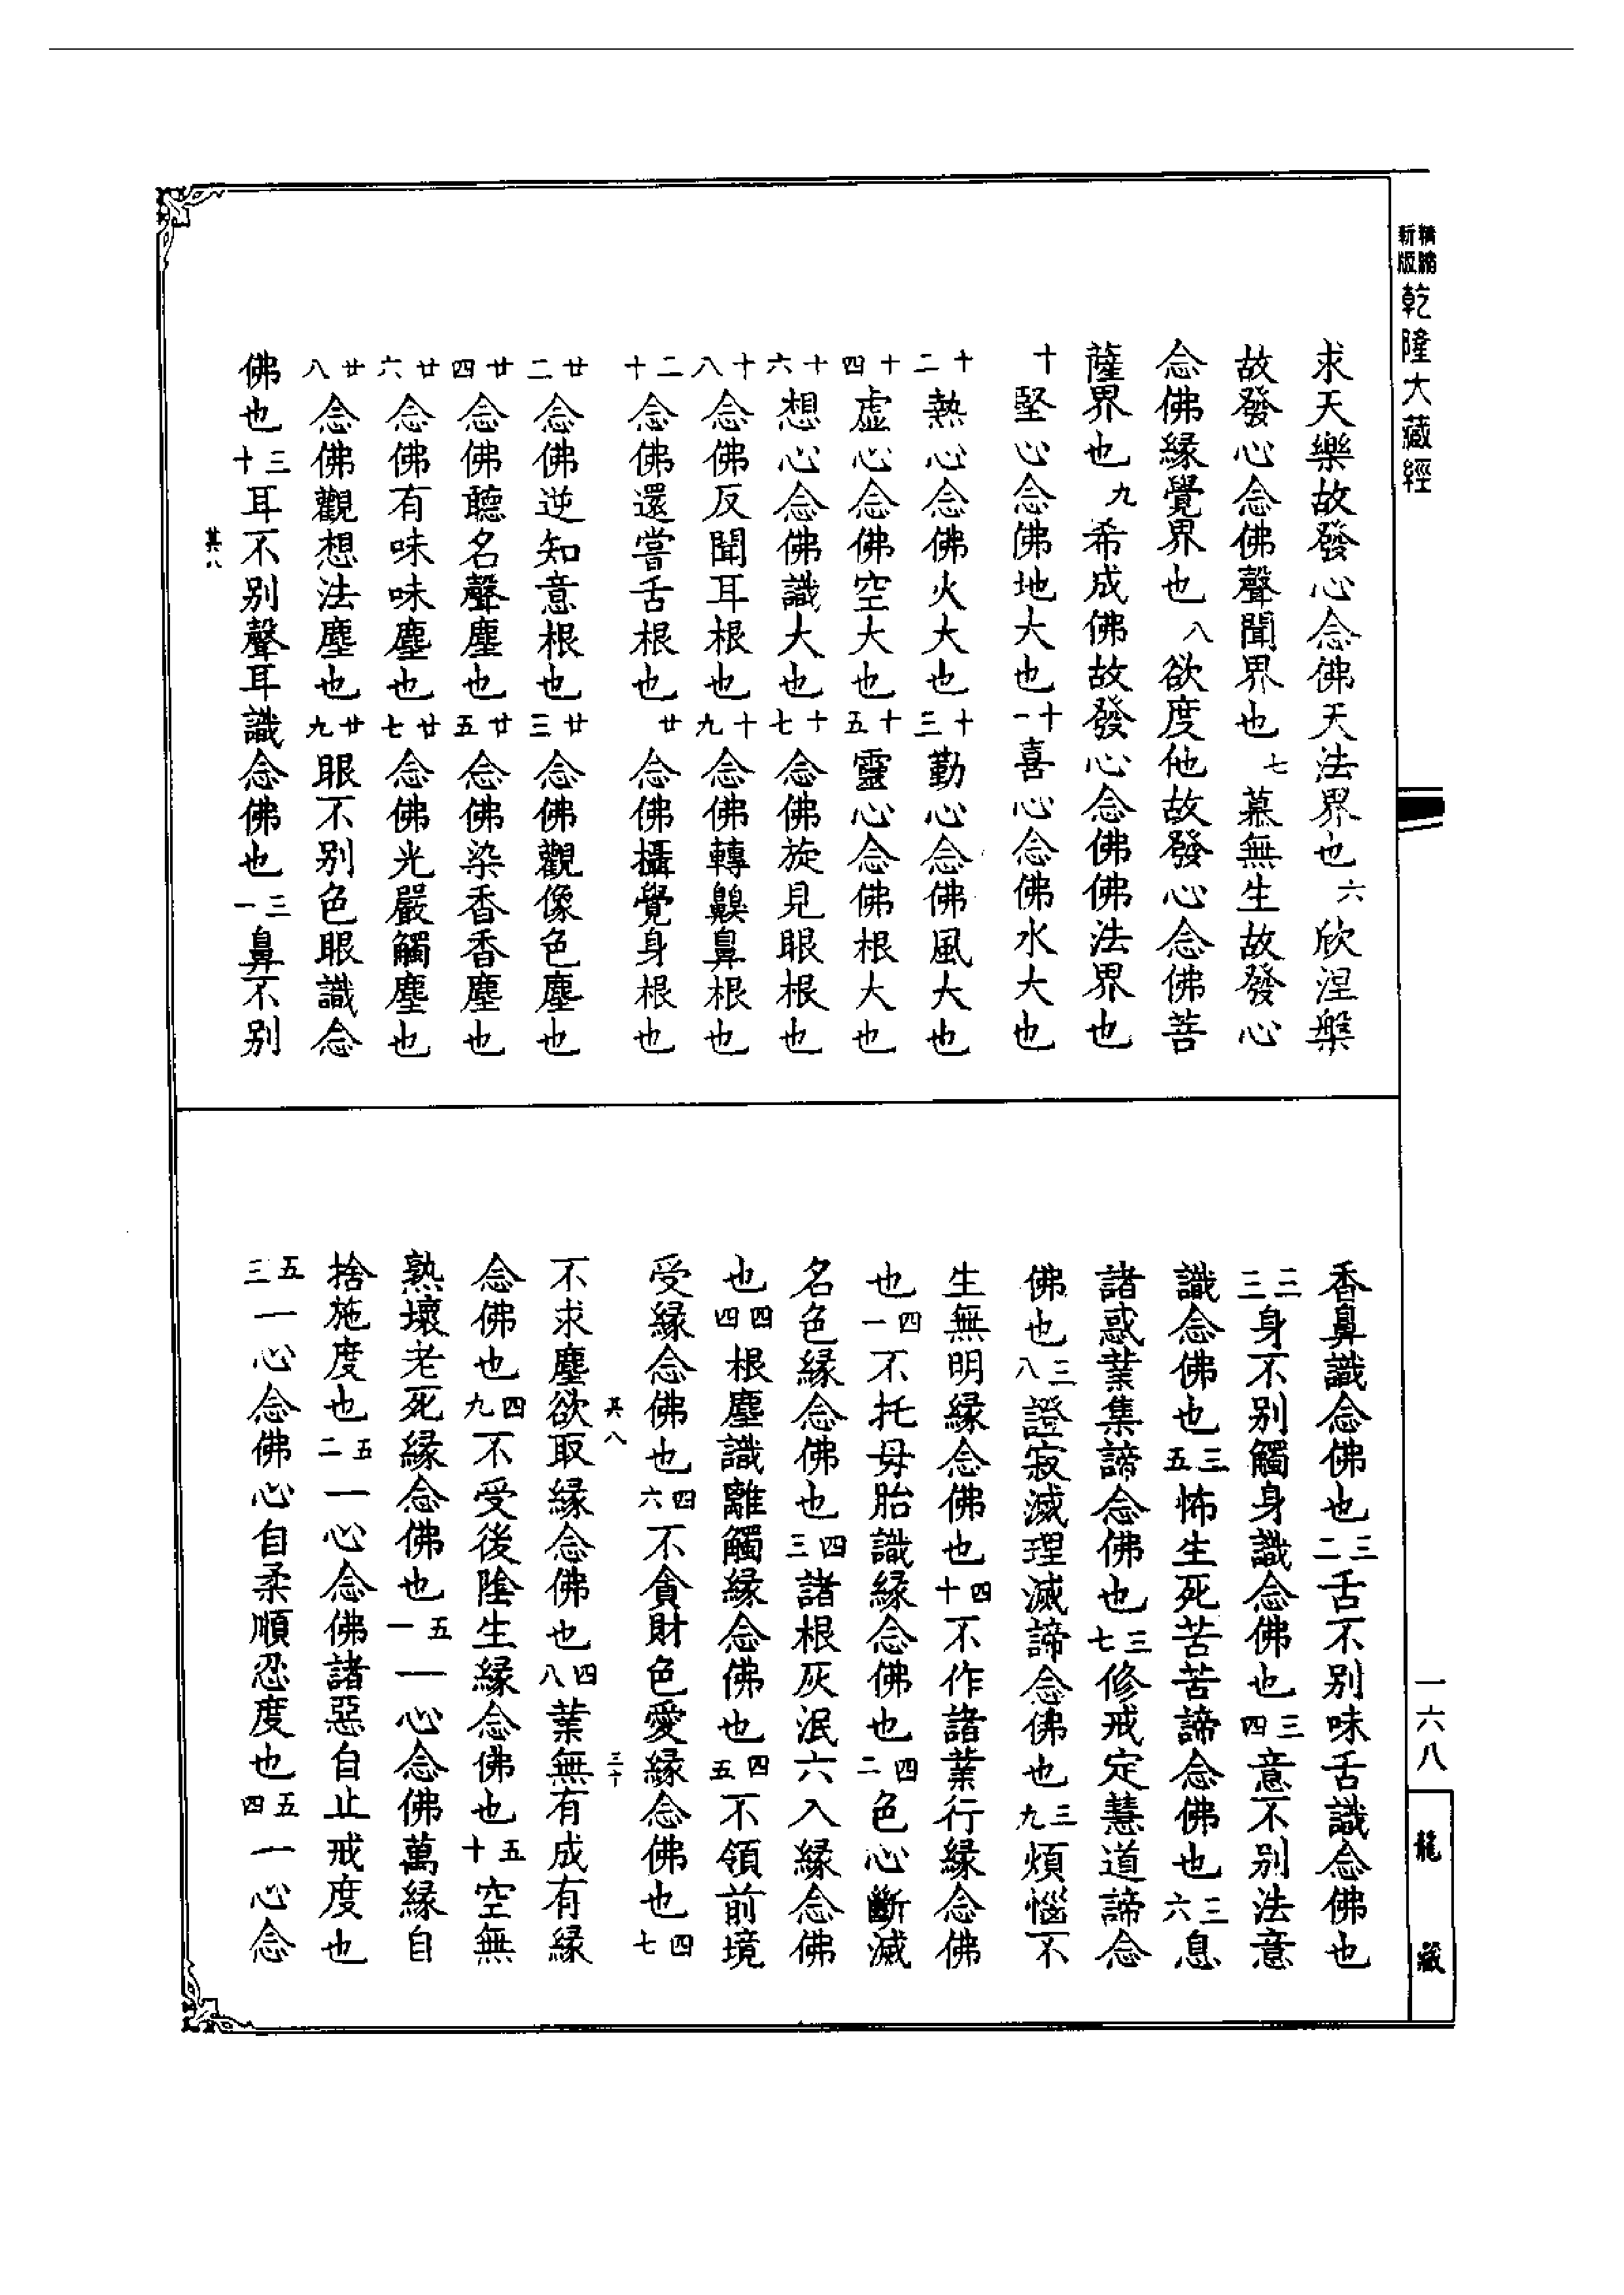 精縮新版乾隆大藏經
求天樂故發心念佛天法界也六欣涅槃
故發心念佛聲聞界也七慕無生故發心
念佛緣覺界也八欲度他故發心念佛菩
薩界也九希成佛故發心念佛佛法界也
十堅心念佛地大也十一喜心念佛水大也
十二熱心念佛火大也十三勤心念佛風大也
十四虛心念佛空大也十五靈心念佛根大也
十六想心念佛識大也十七念佛旋見眼根也
十八念佛反聞耳根也十九念佛轉齅鼻根也
二十念佛還嘗舌根也廿念佛攝覺身根也
廿二念佛逆知意根也廿三念佛觀像色塵也
廿四念佛聽名聲塵也廿五念佛染香香塵也
廿六念佛有味味塵也廿七念佛光嚴觸塵也
廿八念佛觀想法塵也廿九眼不別色眼識念
佛也三十耳不別聲耳識念佛也三一鼻不別
其八
香鼻識念佛也三二舌不別味舌識念佛也
三三身不別觸身識念佛也三四意不別法意
識念佛也三五怖生死苦苦諦念佛也三六息
諸惑業集諦念佛也三七修戒定慧道諦念
佛也三八證寂滅理滅諦念佛也三九煩惱不
生無明緣念佛也四十不作諸業行緣念佛
也四一不托母胎識緣念佛也四二色心斷滅
名色緣念佛也四三諸根灰泯六入緣念佛
也四四根塵識離觸緣念佛也四五不領前境
受緣念佛也四六不貪財色愛緣念佛也四七
其八 三十
不求塵欲取緣念佛也四八業無有成有緣
念佛也四九不受後陰生緣念佛也五十空無
熟壞老死緣念佛也五一一心念佛萬緣自
捨施度也五二一心念佛諸惡自止戒度也
五三一心念佛心自柔順忍度也五四一心念
一六八
龍藏